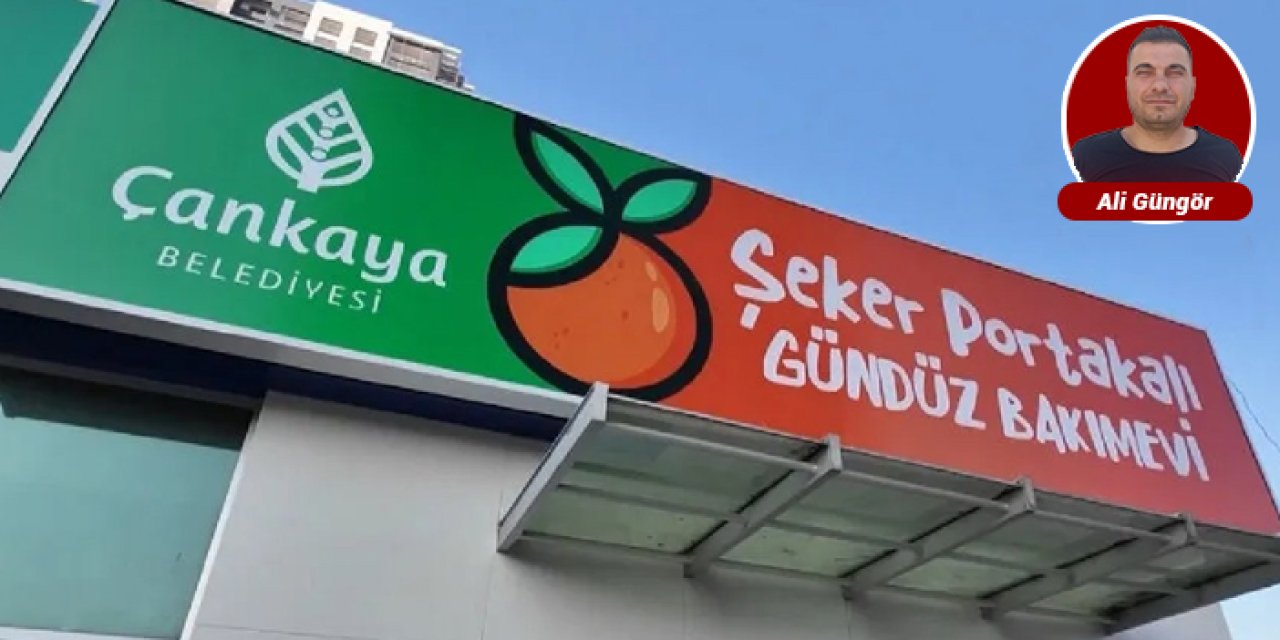 Çankaya
BELEDİYESİ
Şeker Portakalı
GÜNDÜZ BAKIMEVİ
Ali Güngör